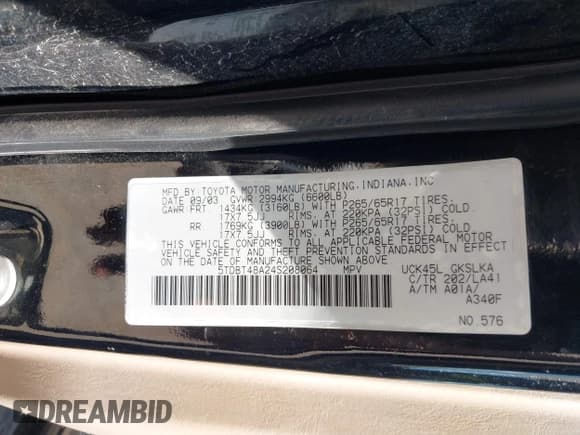 MFD.BY TOYOTA MOTOR MANUFACTURING,INDIANA,INC.
DATE 09/03 GVWR 2994KG (6600LB)
GAWR:FRT 1434KG (3160LB) WITH P265/65R17 TIRES,
17X7.5JJ RIMS, AT 220KPA (32PSI) COLD
RR 1769KG (3900LB) WITH P265/65R17 TIRES,
17X7.5JJ RIMS, AT 220KPA (32PSI) COLD
THIS VEHICLE CONFORMS TO ALL APPLICABLE FEDERAL MOTOR
VEHICLE SAFETY AND THEFT PREVENTION STANDARDS IN EFFECT
ON THE DATE OF MANUFACTURE SHOWN ABOVE
5TDBT48A24S208064 MPV UCK45L GKSLKA
C/TR 202/LA41
A/TM A01A/
A340F
NO.576
DREAMBID